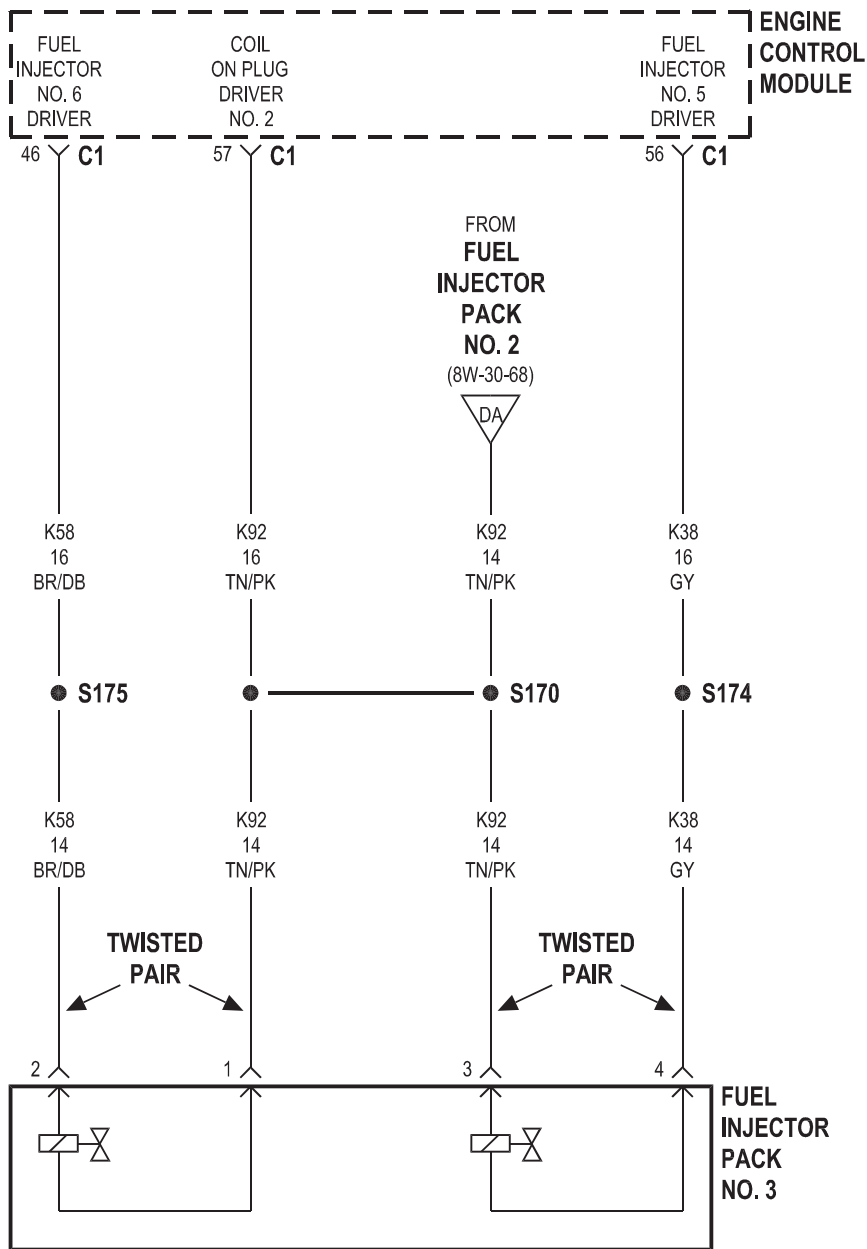 ENGINE
CONTROL
MODULE
FUEL
INJECTOR
NO. 6
DRIVER
COIL
ON PLUG
DRIVER
NO. 2
FUEL
INJECTOR
NO. 5
DRIVER
46 C1
57 C1
56 C1
FROM
FUEL
INJECTOR
PACK
NO. 2
(8W-30-68)
DA
K58
16
BR/DB
K92
16
TN/PK
K92
14
TN/PK
K38
16
GY
S175
S170
S174
K58
14
BR/DB
K92
14
TN/PK
K92
14
TN/PK
K38
14
GY
TWISTED
PAIR
TWISTED
PAIR
2
1
3
4
FUEL
INJECTOR
PACK
NO. 3